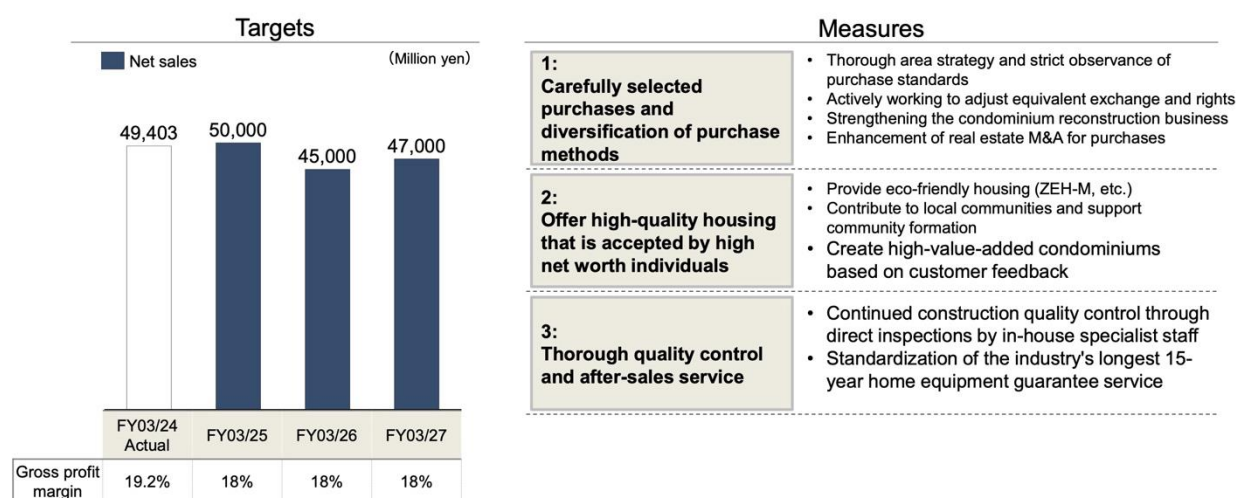 Targets
Net sales
(Million yen)
49,403
50,000
45,000
47,000
FY03/24
Actual
FY03/25
FY03/26
FY03/27
Gross profit
margin
19.2%
18%
18%
18%
Measures
1:
Carefully selected
purchases and
diversification of purchase
methods
• Thorough area strategy and strict observance of
purchase standards
• Actively working to adjust equivalent exchange and rights
• Strengthening the condominium reconstruction business
• Enhancement of real estate M&A for purchases
2:
Offer high-quality housing
that is accepted by high
net worth individuals
• Provide eco-friendly housing (ZEH-M, etc.)
• Contribute to local communities and support
community formation
• Create high-value-added condominiums
based on customer feedback
3:
Thorough quality control
and after-sales service
• Continued construction quality control through
direct inspections by in-house specialist staff
• Standardization of the industry's longest 15-
year home equipment guarantee service